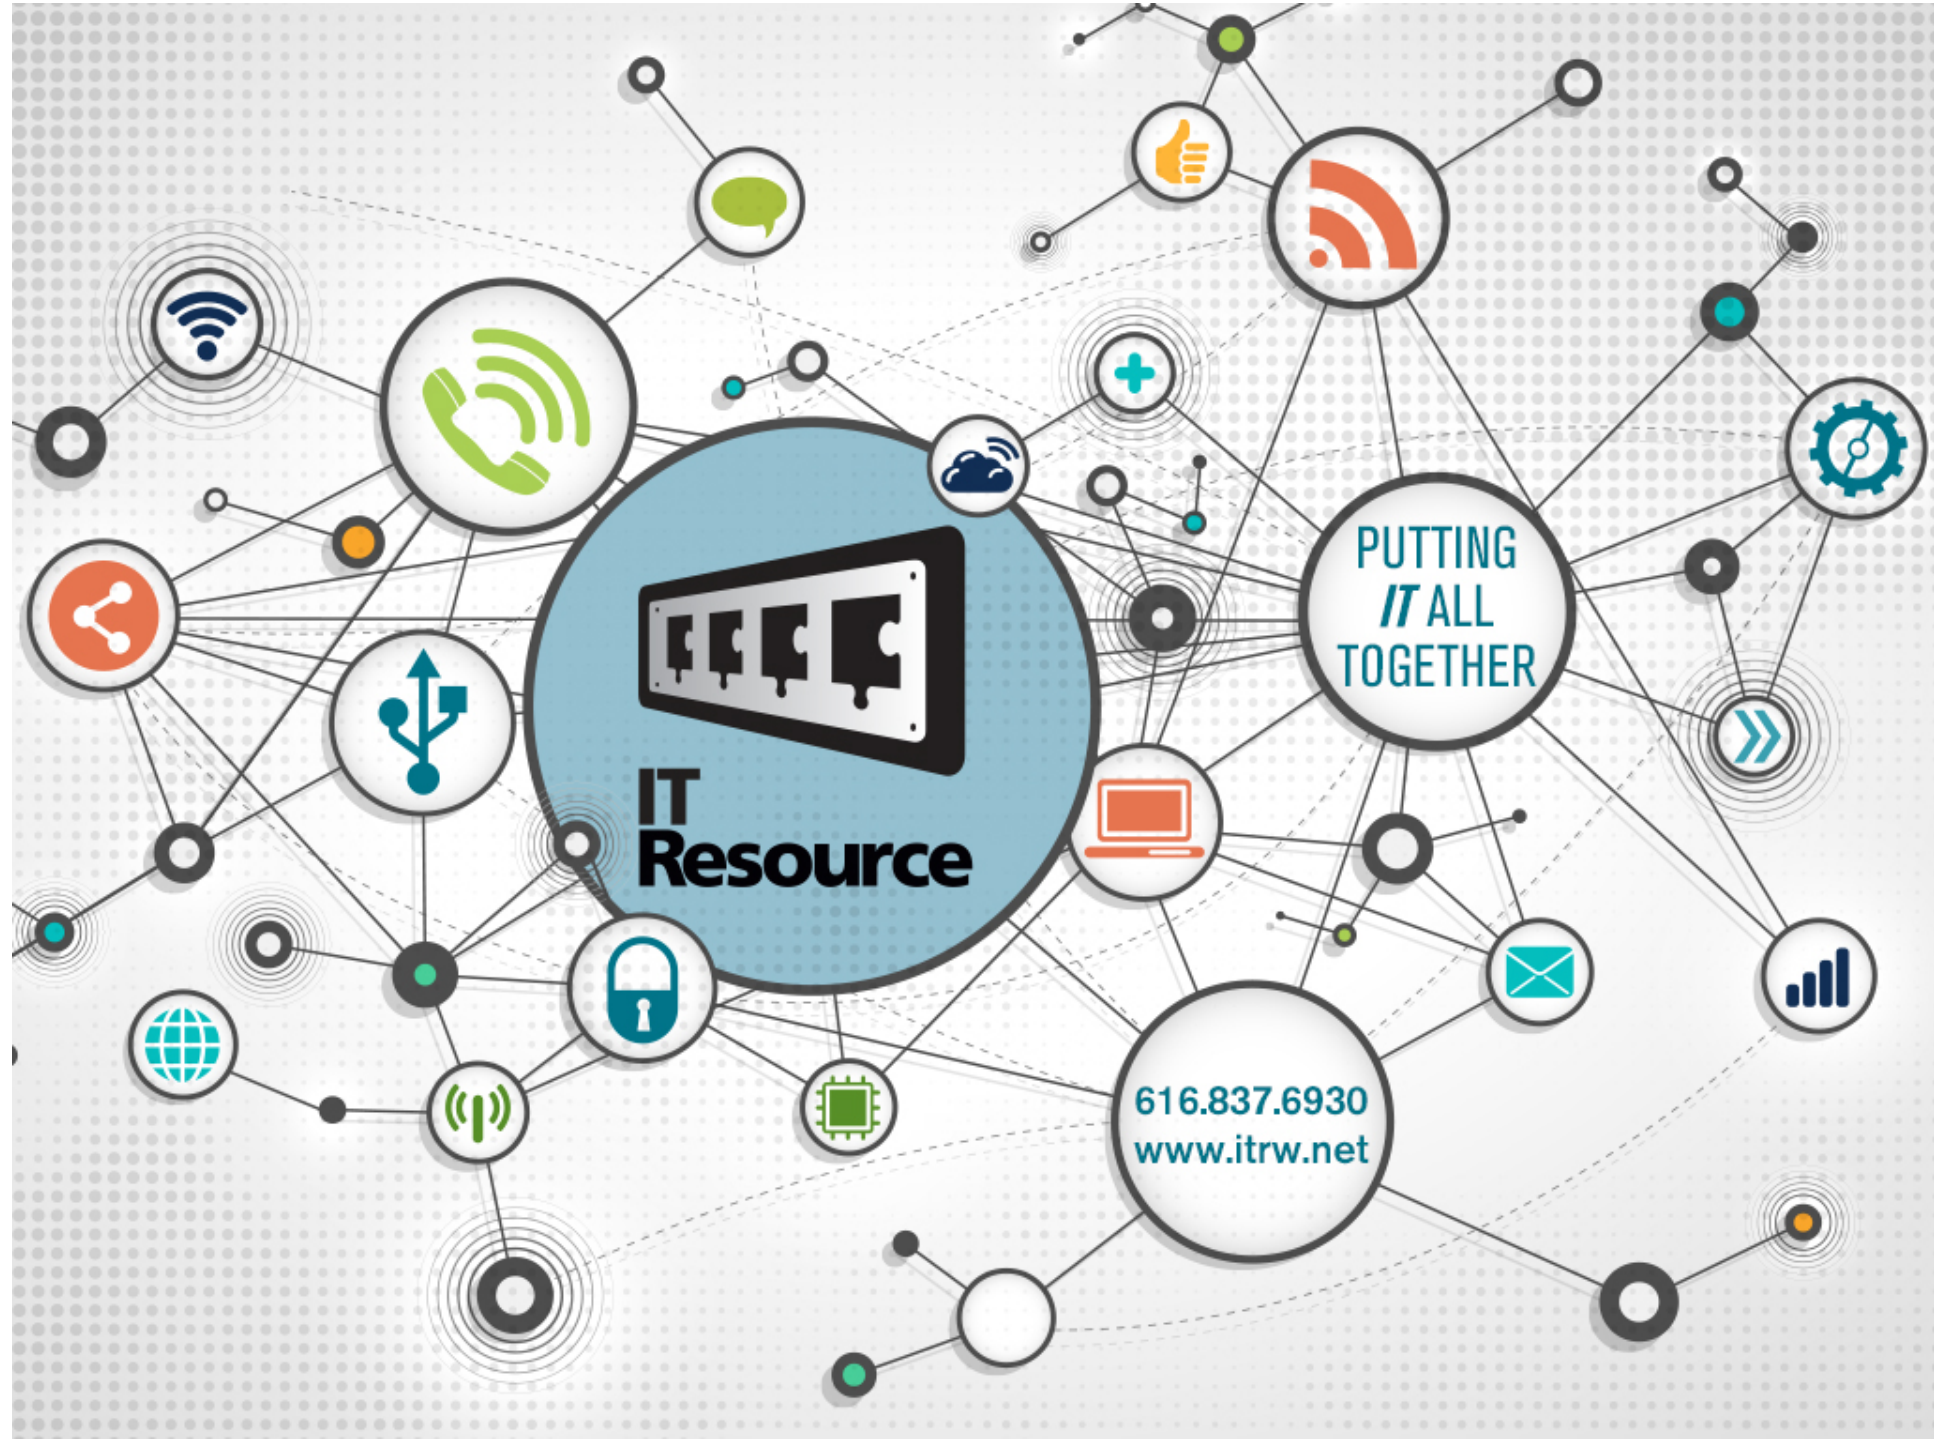 PUTTING
IT ALL
TOGETHER
IT
Resource
616.837.6930
www.itrw.net